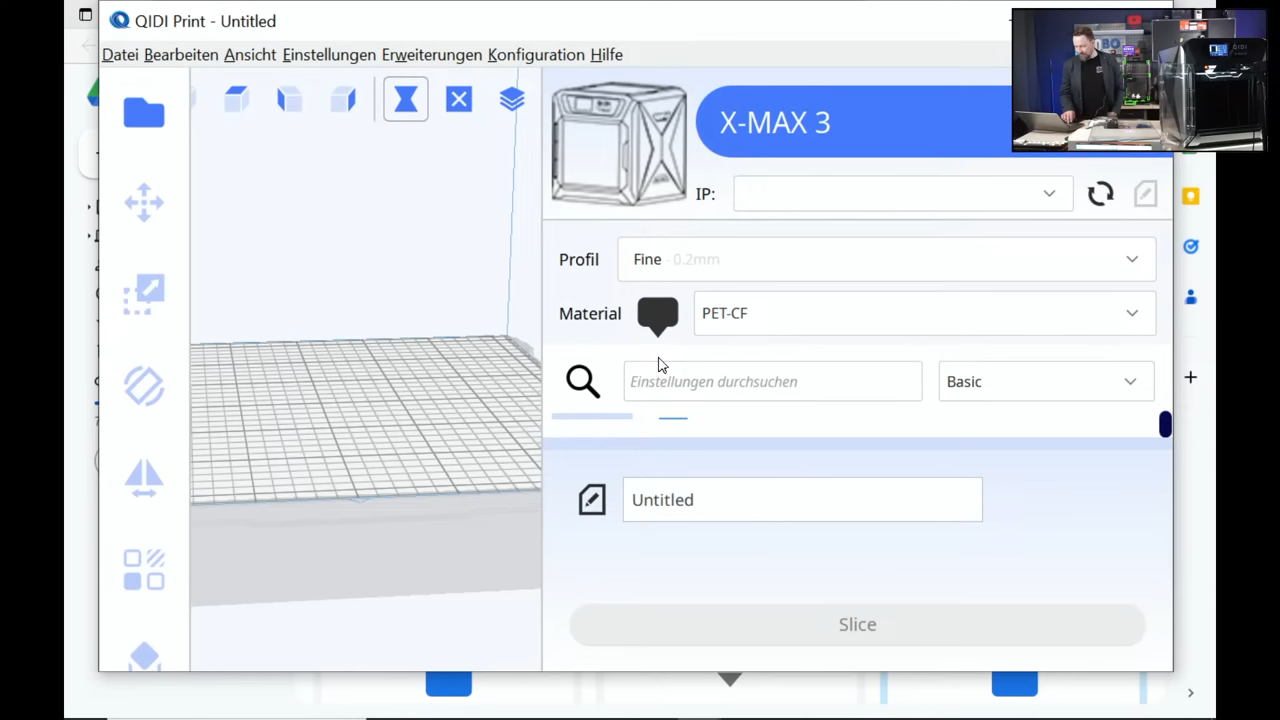 QIDI Print - Untitled
Datei Bearbeiten Ansicht Einstellungen Erweiterungen Konfiguration Hilfe
X-MAX 3
IP:
Profil
Fine - 0.2mm
Material
PET-CF
Einstellungen durchsuchen
Basic
Untitled
Slice
QIDI